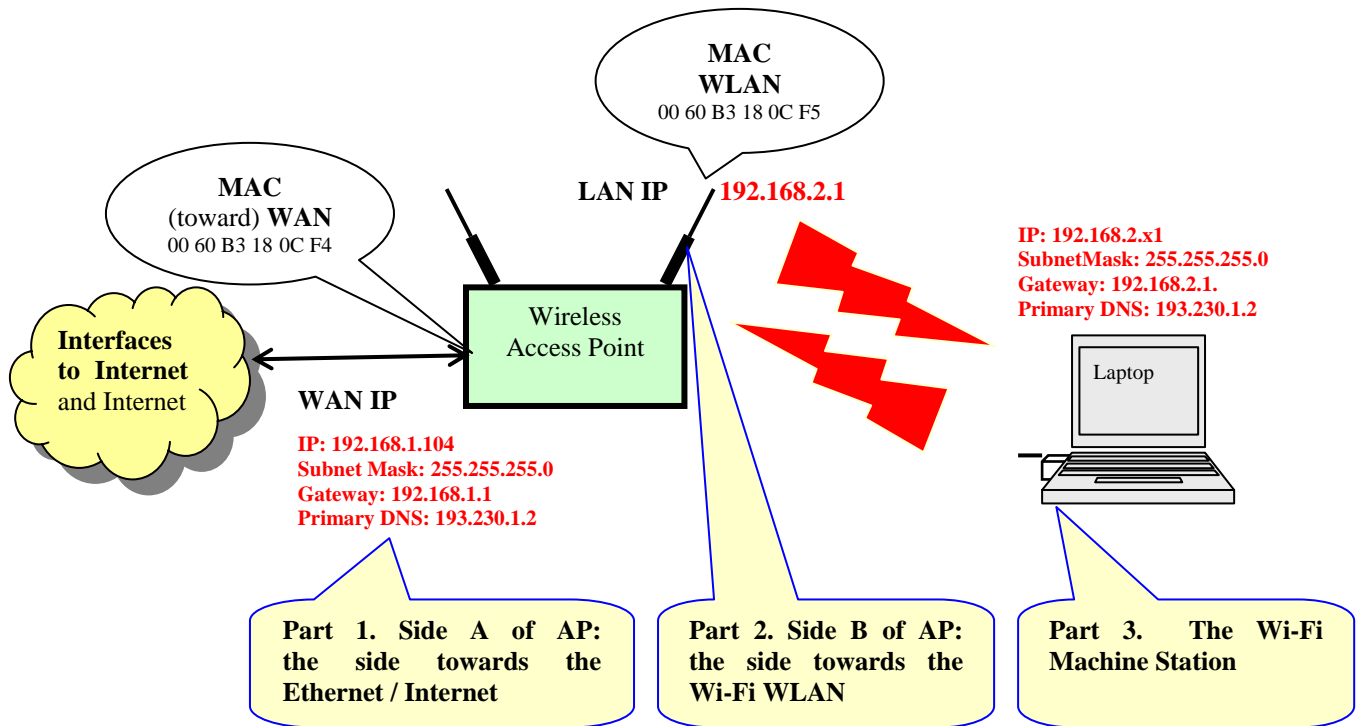 MAC
WLAN
00 60 B3 18 0C F5
MAC
(toward) WAN
00 60 B3 18 0C F4
LAN IP
192.168.2.1
IP: 192.168.2.x1
SubnetMask: 255.255.255.0
Gateway: 192.168.2.1.
Primary DNS: 193.230.1.2
Interfaces
to Internet
and Internet
Wireless
Access Point
Laptop
WAN IP
IP: 192.168.1.104
Subnet Mask: 255.255.255.0
Gateway: 192.168.1.1
Primary DNS: 193.230.1.2
Part 1. Side A of AP:
the side towards the
Ethernet / Internet
Part 2. Side B of AP:
the side towards the
Wi-Fi WLAN
Part 3. The Wi-Fi
Machine Station